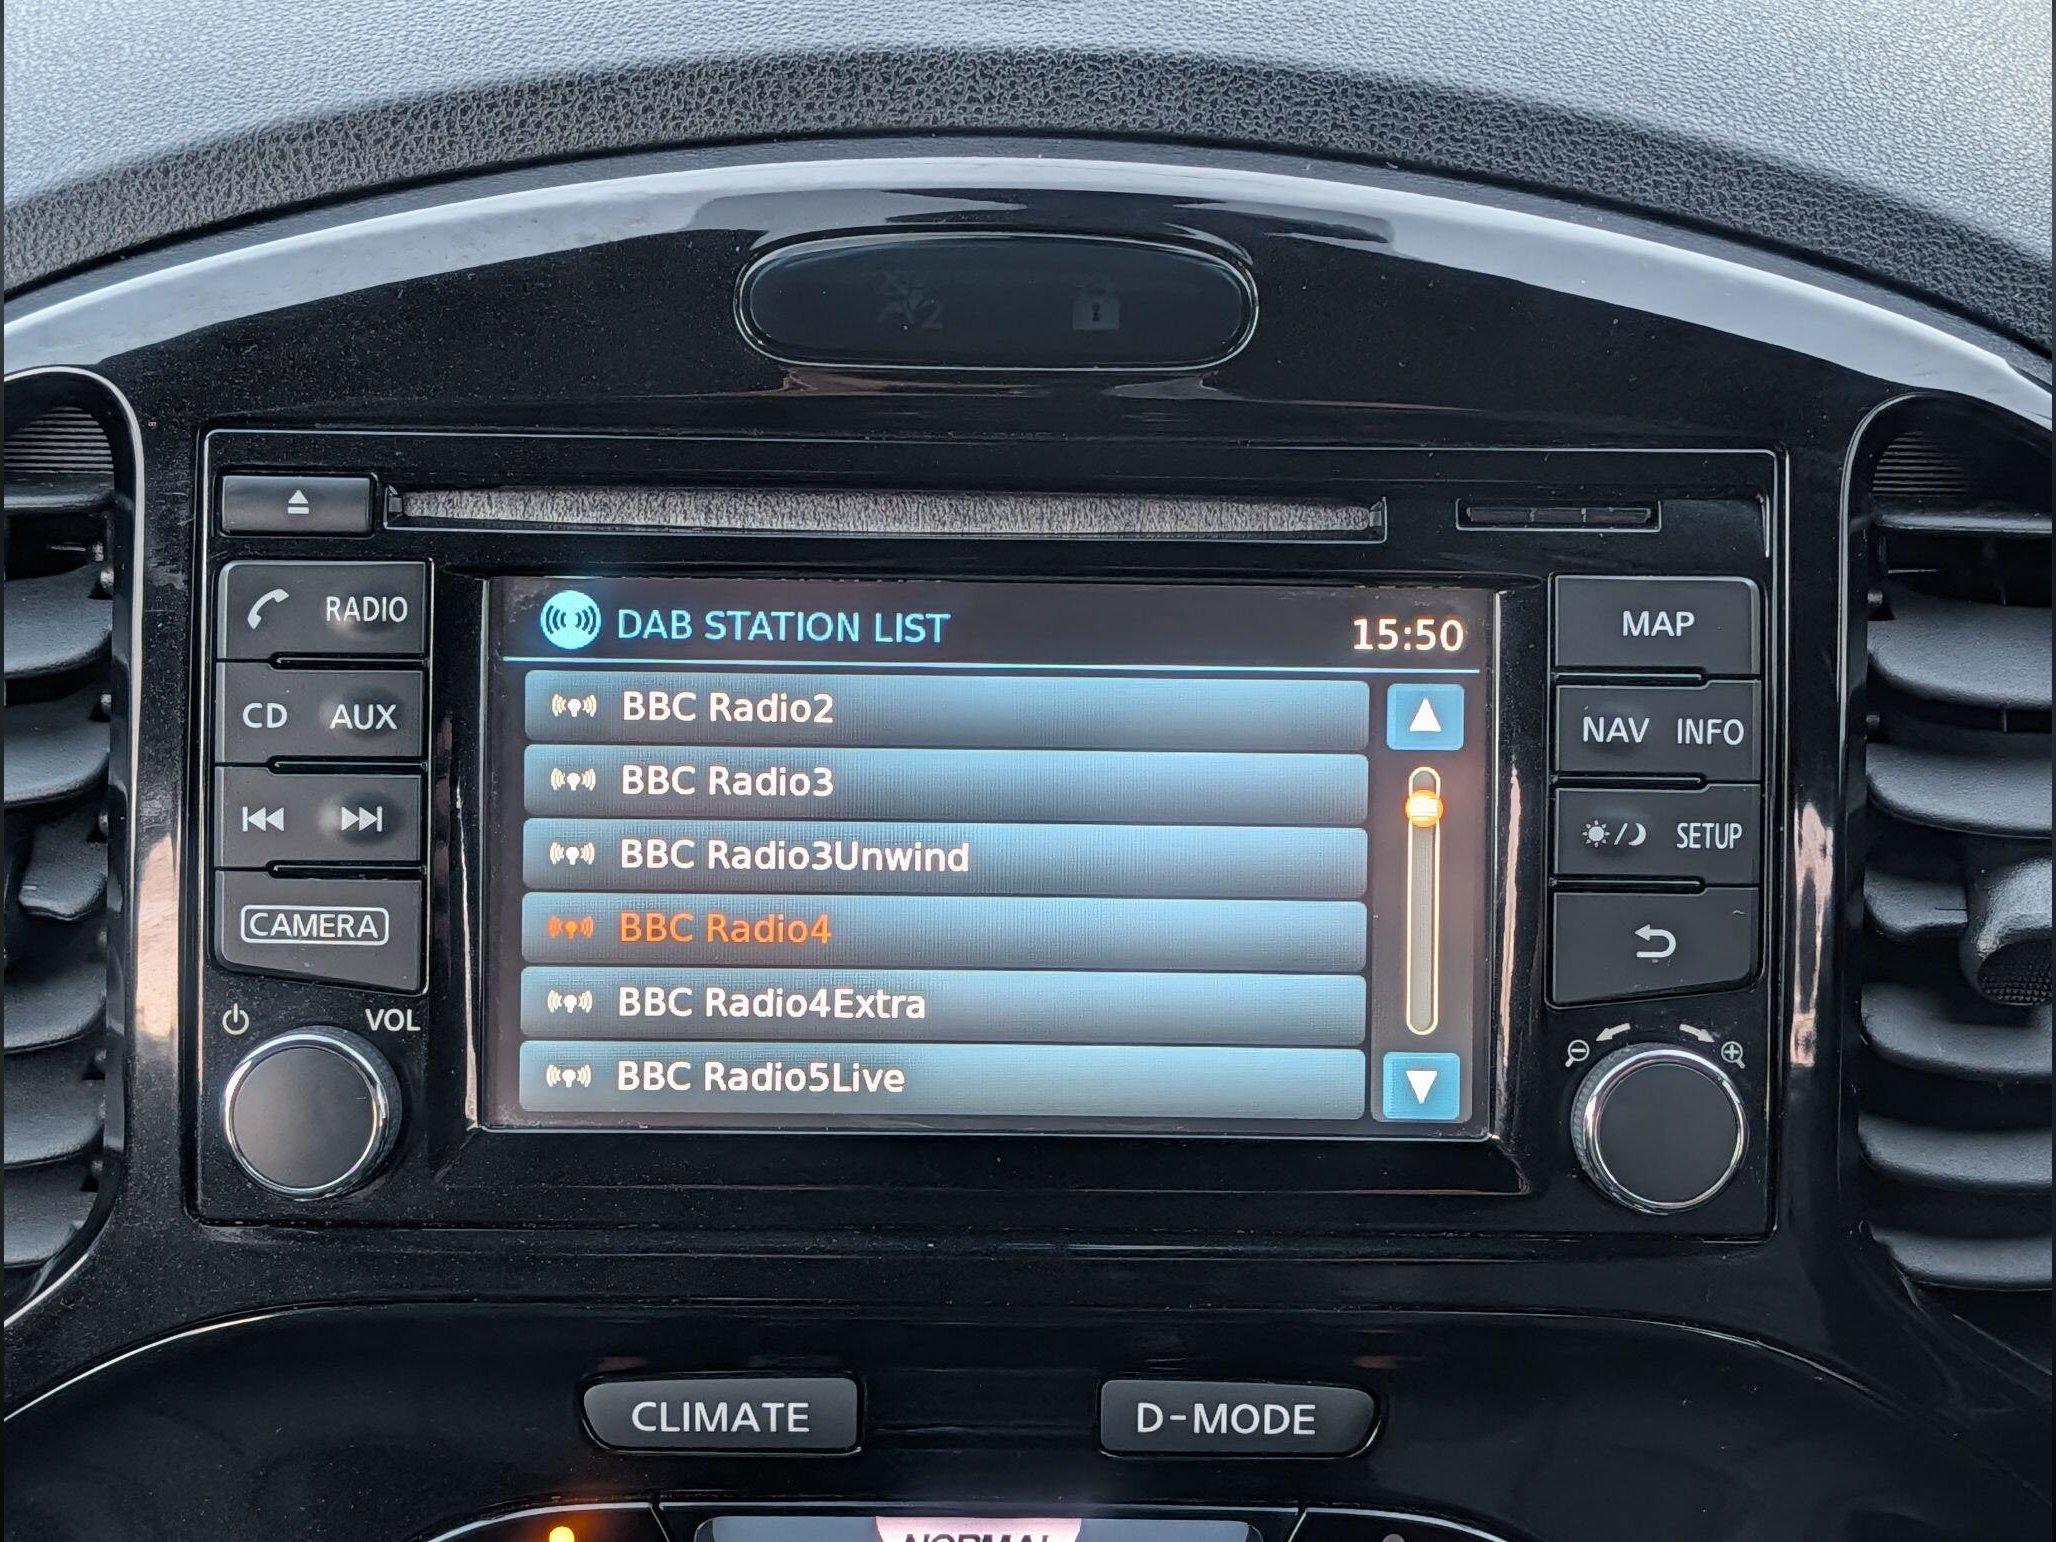 DAB STATION LIST 15:50
BBC Radio2
BBC Radio3
BBC Radio3Unwind
BBC Radio4
BBC Radio4Extra
BBC Radio5Live
RADIO
CD AUX
CAMERA
VOL
MAP
NAV INFO
SETUP
CLIMATE D-MODE
NORMAL